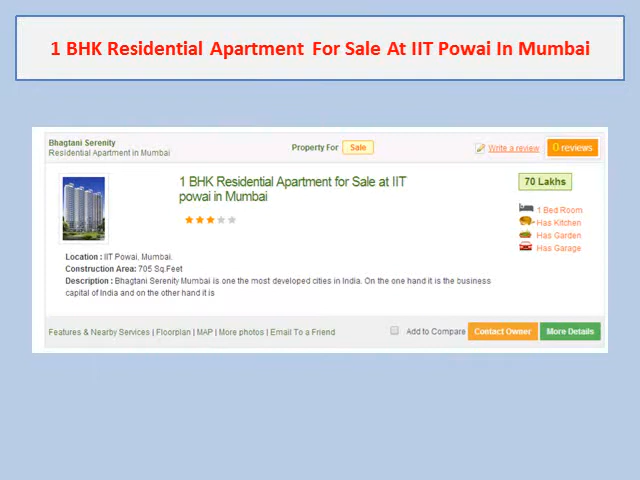 1 BHK Residential Apartment For Sale At IIT Powai In Mumbai
Bhagtani Serenity
Residential Apartment in Mumbai
Property For Sale
Write a review
0 reviews
1 BHK Residential Apartment for Sale at IIT
powai in Mumbai
70 Lakhs
1 Bed Room
Has Kitchen
Has Garden
Has Garage
Location : IIT Powai, Mumbai.
Construction Area: 705 Sq.Feet
Description : Bhagtani Serenity Mumbai is one the most developed cities in India. On the one hand it is the business
capital of India and on the other hand it is
Features & Nearby Services | Floorplan | MAP | More photos | Email To a Friend
Add to Compare
Contact Owner
More Details